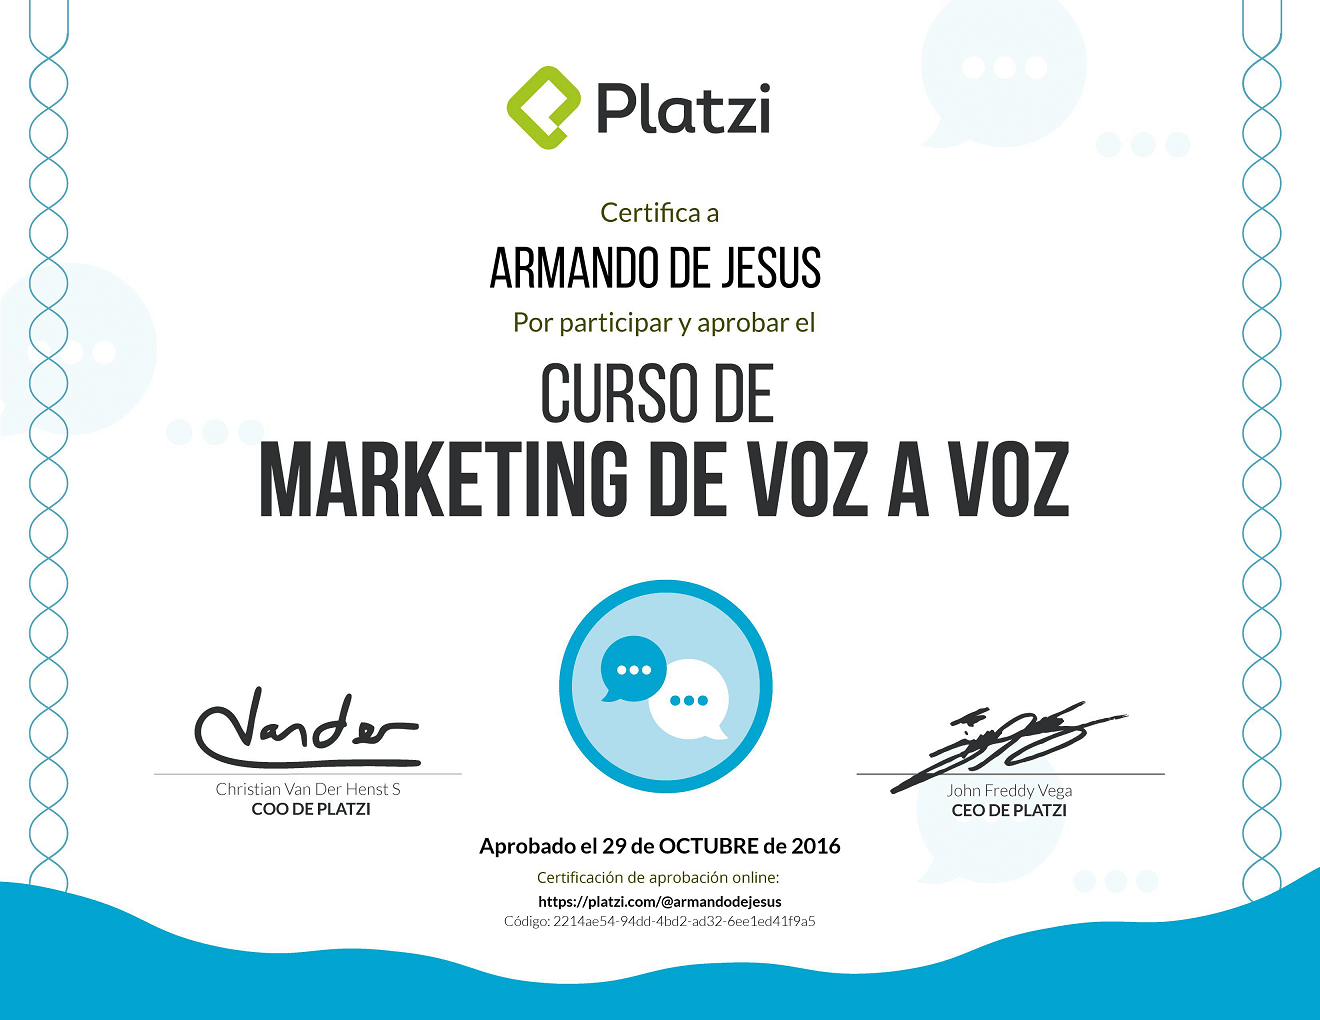 Platzi
Certifica a
ARMANDO DE JESUS
Por participar y aprobar el
CURSO DE
MARKETING DE VOZ A VOZ
Vander
Christian Van Der Henst S
COO DE PLATZI
John Freddy Vega
CEO DE PLATZI
Aprobado el 29 de OCTUBRE de 2016
Certificación de aprobación online:
https://platzi.com/@armandodejesus
Código: 2214ae54-94dd-4bd2-ad32-6ee1ed41f9a5